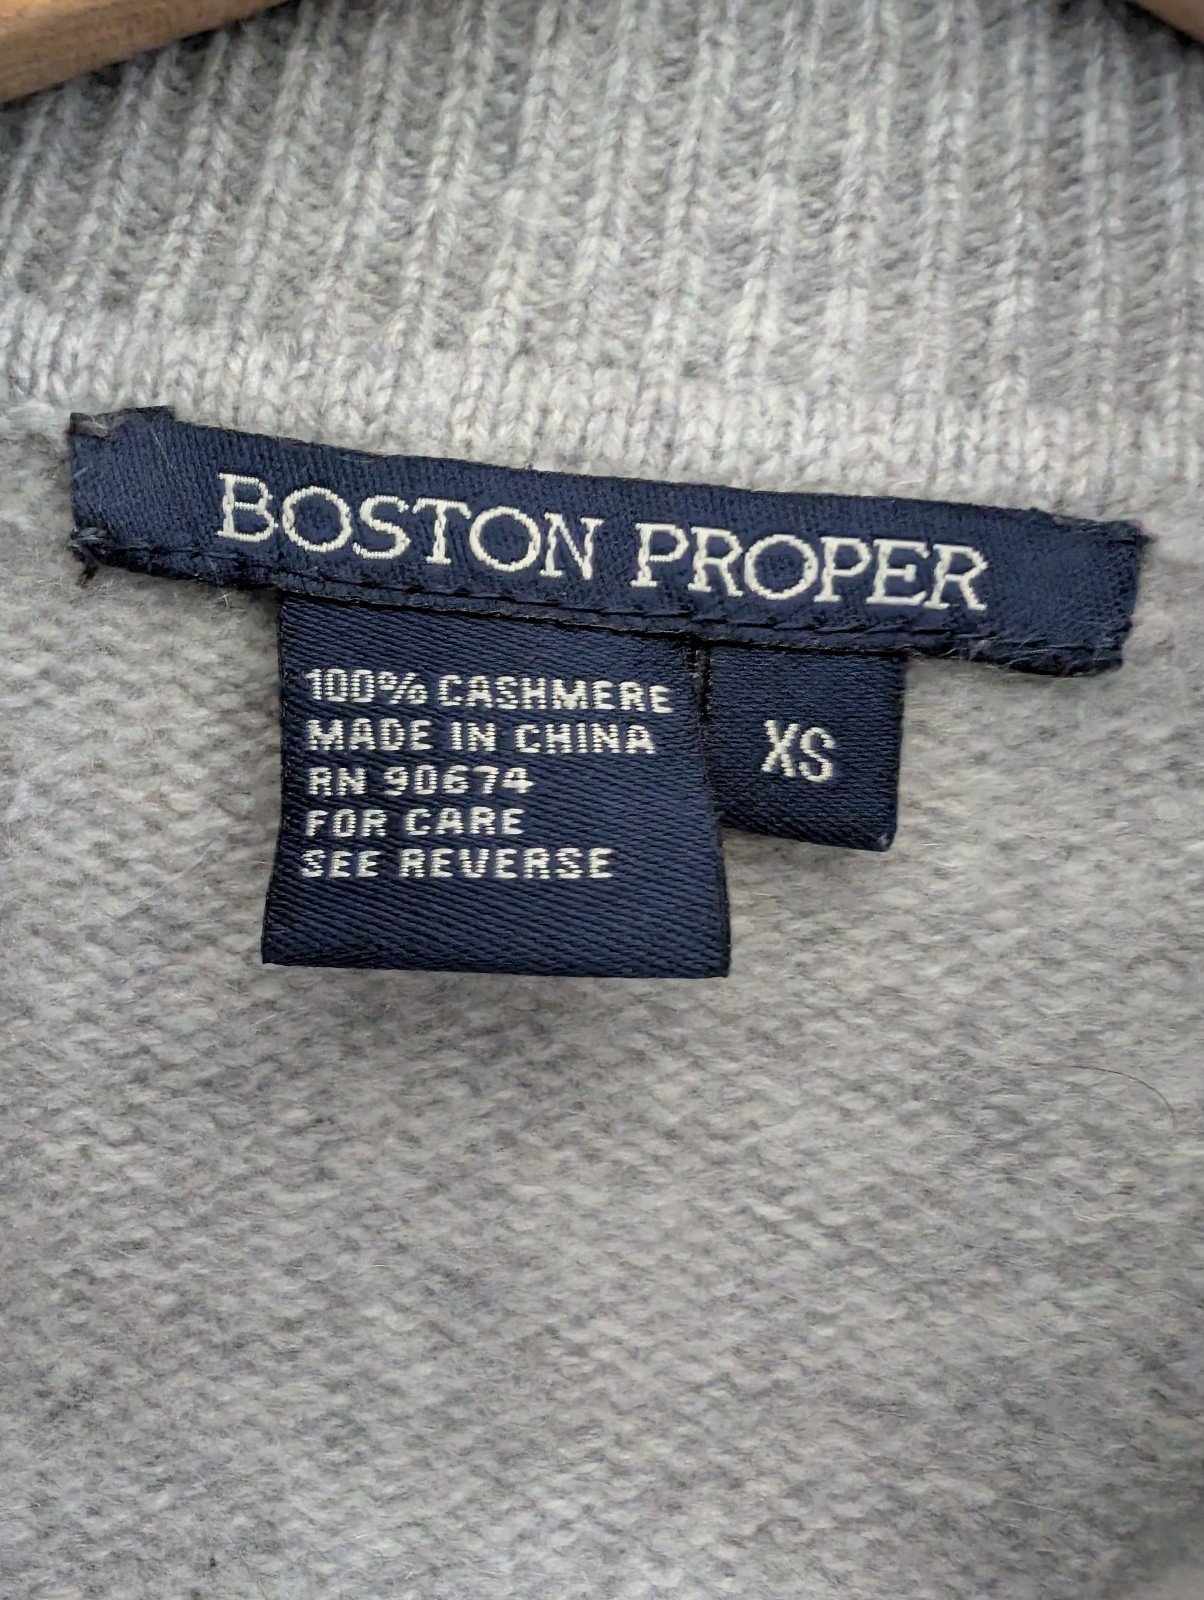 BOSTON PROPER
100% CASHMERE
MADE IN CHINA
RN 90674
FOR CARE
SEE REVERSE
XS